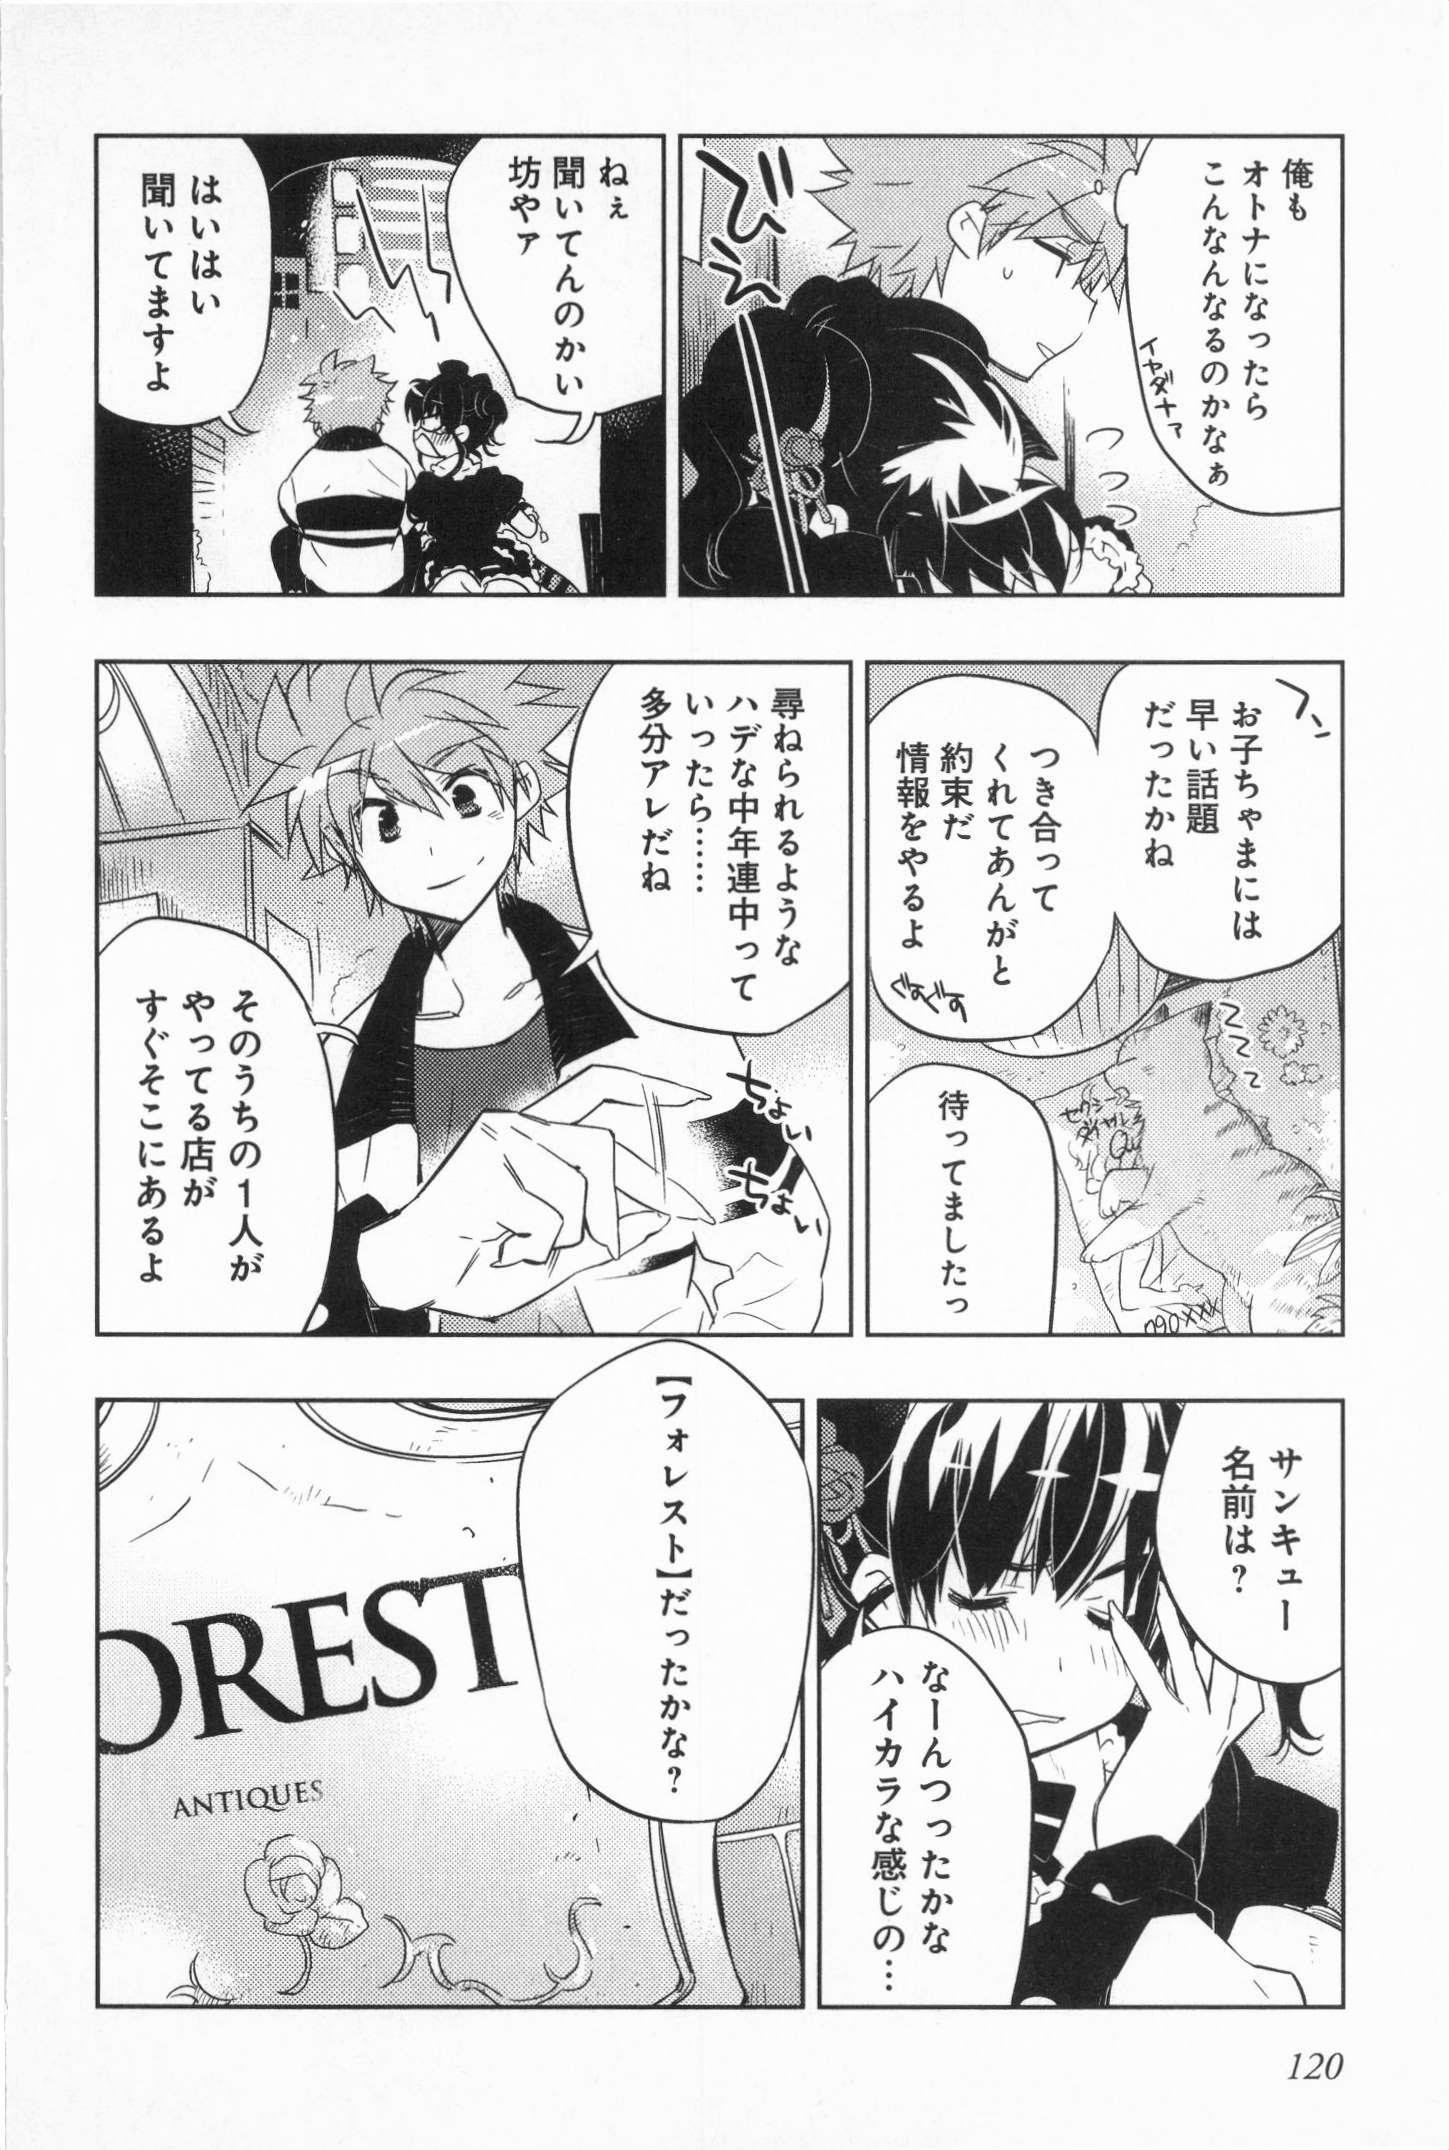 俺も
オトナになったら
こんなんなるのかなぁ
イヤダナァ
びえ
ねぇ
聞いてんのかい
坊やァ
はいはい
聞いてますよ
フン
お子ちゃまには
早い話題
だったかね
つき合って
くれてあんがと
約束だ
情報をやるよ
ぐすぐす
待ってましたっ
セクシー
090XXX
尋ねられるような
ハデな中年連中って
いったら……
多分アレだね
ちょい
ちょい
そのうちの1人が
やってる店が
すぐそこにあるよ
サンキュー
名前は?
なーんつったかな
ハイカラな感じの…
【フォレスト】だったかな?
OREST
ANTIQUES
120